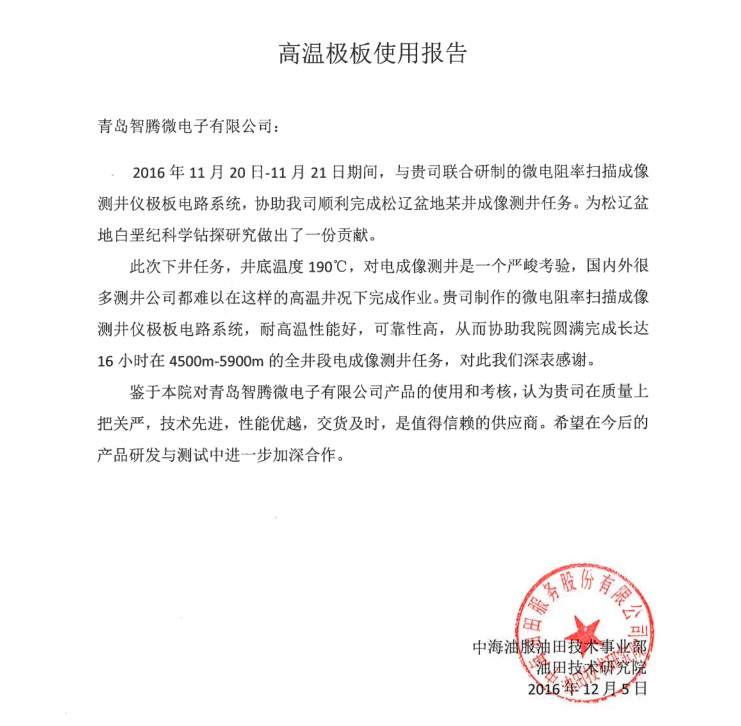 高温极板使用报告
青岛智腾微电子有限公司：
2016 年 11 月 20 日-11 月 21 日期间，与贵司联合研制的微电阻率扫描成像
测井仪极板电路系统，协助我司顺利完成松辽盆地某井成像测井任务。为松辽盆
地白垩纪科学钻探研究做出了一份贡献。
此次下井任务，井底温度 190℃，对电成像测井是一个严峻考验，国内外很
多测井公司都难以在这样的高温井况下完成作业。贵司制作的微电阻率扫描成像
测井仪极板电路系统，耐高温性能好，可靠性高，从而协助我院圆满完成长达
16 小时在 4500m-5900m 的全井段电成像测井任务，对此我们深表感谢。
鉴于本院对青岛智腾微电子有限公司产品的使用和考核，认为贵司在质量上
把关严，技术先进，性能优越，交货及时，是值得信赖的供应商。希望在今后的
产品研发与测试中进一步加深合作。
中海油田服务股份有限公司
油田技术研究院
中海油服油田技术事业部
油田技术研究院
2016 年 12 月 5 日